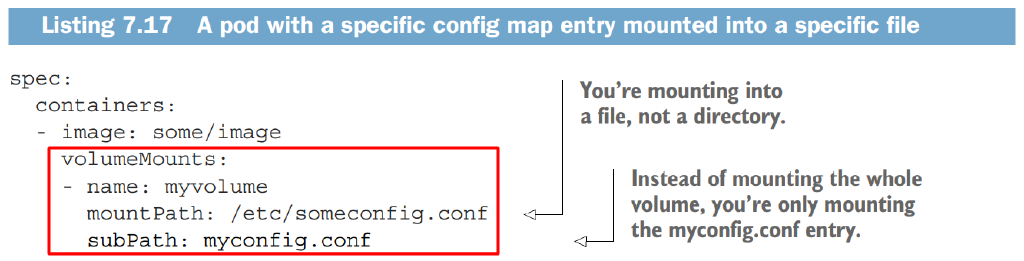 Listing 7.17 A pod with a specific config map entry mounted into a specific file
spec:
  containers:
  - image: some/image
    volumeMounts:
    - name: myvolume
      mountPath: /etc/someconfig.conf
      subPath: myconfig.conf
You're mounting into
a file, not a directory.
Instead of mounting the whole
volume, you're only mounting
the myconfig.conf entry.